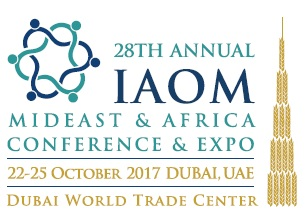 28TH ANNUAL
IAOM
MIDEAST & AFRICA
CONFERENCE & EXPO
22-25 OCTOBER 2017 DUBAI, UAE
DUBAI WORLD TRADE CENTER